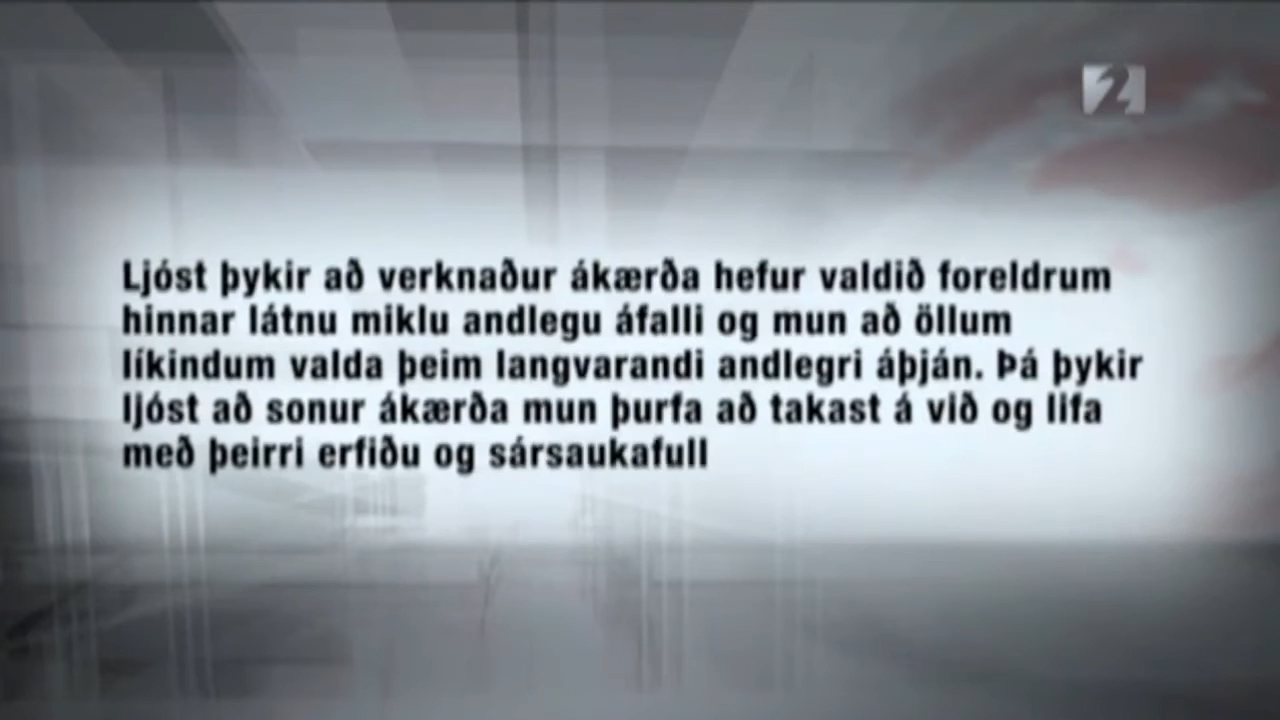 2
Ljóst þykir að verknaður ákærða hefur valdið foreldrum
hinnar látnu miklu andlegu áfalli og mun að öllum
líkindum valda þeim langvarandi andlegri áþján. Þá þykir
ljóst að sonur ákærða mun þurfa að takast á við og lifa
með þeirri erfiðu og sársaukafull